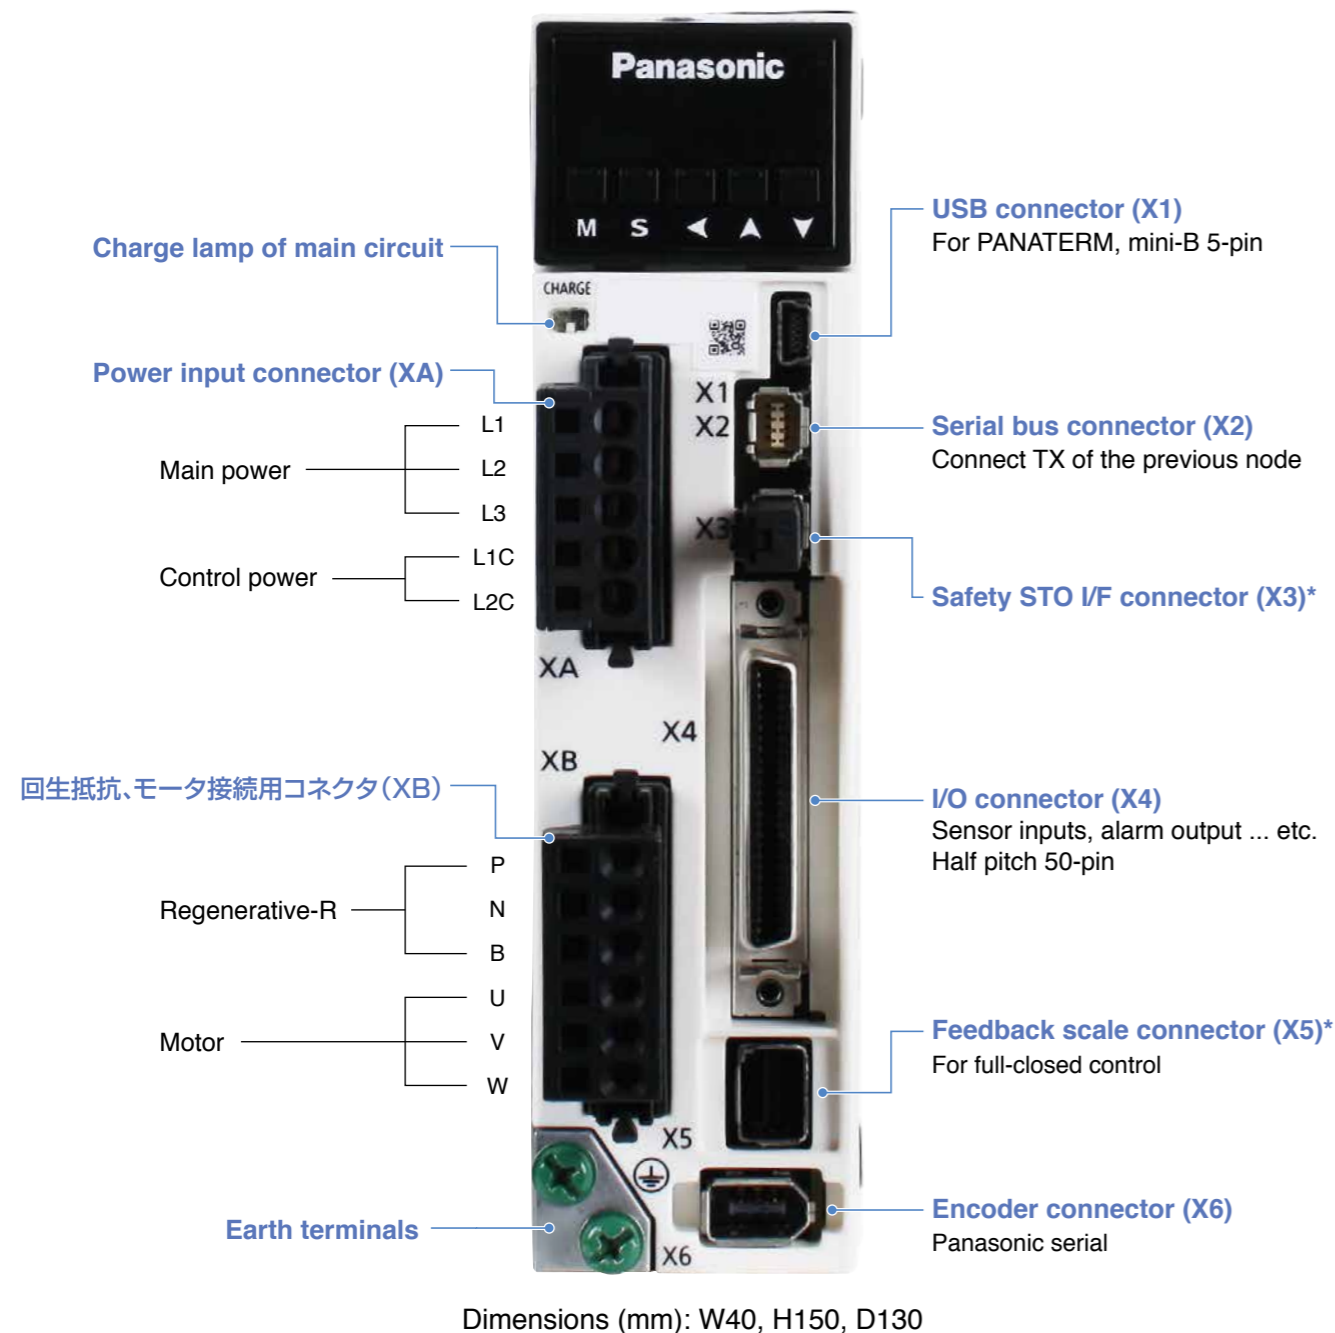 Panasonic
M S
CHARGE
X1
X2
X3
XA
X4
XB
X5
X6
Charge lamp of main circuit
Power input connector (XA)
Main power
L1
L2
L3
Control power
L1C
L2C
回生抵抗、モータ接続用コネクタ(XB)
Regenerative-R
P
N
B
Motor
U
V
W
Earth terminals
USB connector (X1)
For PANATERM, mini-B 5-pin
Serial bus connector (X2)
Connect TX of the previous node
Safety STO I/F connector (X3)*
I/O connector (X4)
Sensor inputs, alarm output ... etc.
Half pitch 50-pin
Feedback scale connector (X5)*
For full-closed control
Encoder connector (X6)
Panasonic serial
Dimensions (mm): W40, H150, D130